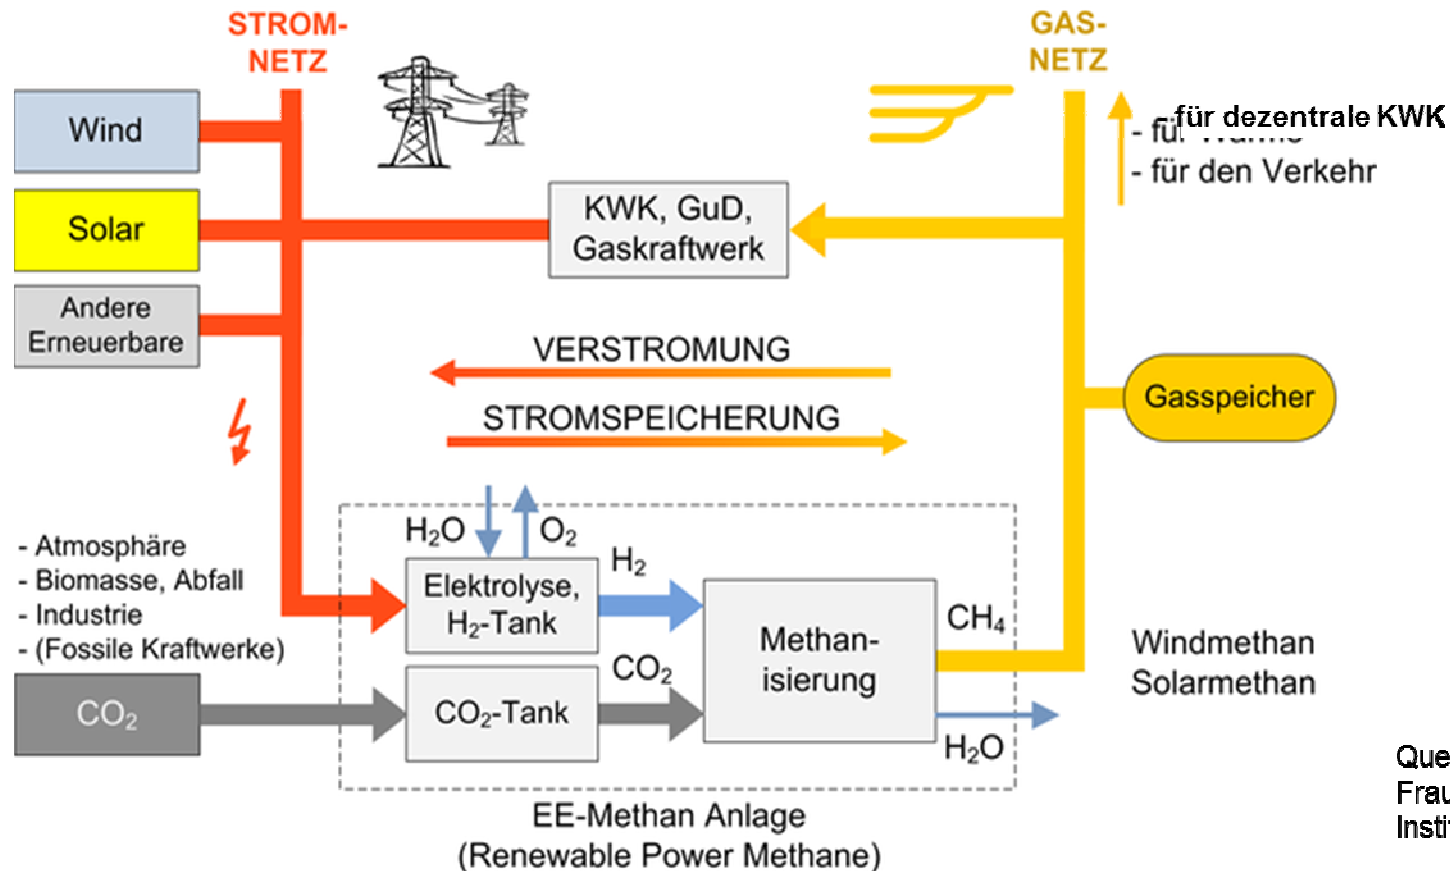 STROM-
NETZ
GAS-
NETZ
Wind
Solar
Andere
Erneuerbare
KWK, GuD,
Gaskraftwerk
für dezentrale KWK
- für
- für den Verkehr
VERSTROMUNG
STROMSPEICHERUNG
Gasspeicher
- Atmosphäre
- Biomasse, Abfall
- Industrie
- (Fossile Kraftwerke)
CO₂
H₂O
O₂
Elektrolyse,
H₂-Tank
H₂
CO₂-Tank
CO₂
Methan-
isierung
CH₄
H₂O
Windmethan
Solarmethan
EE-Methan Anlage
(Renewable Power Methane)